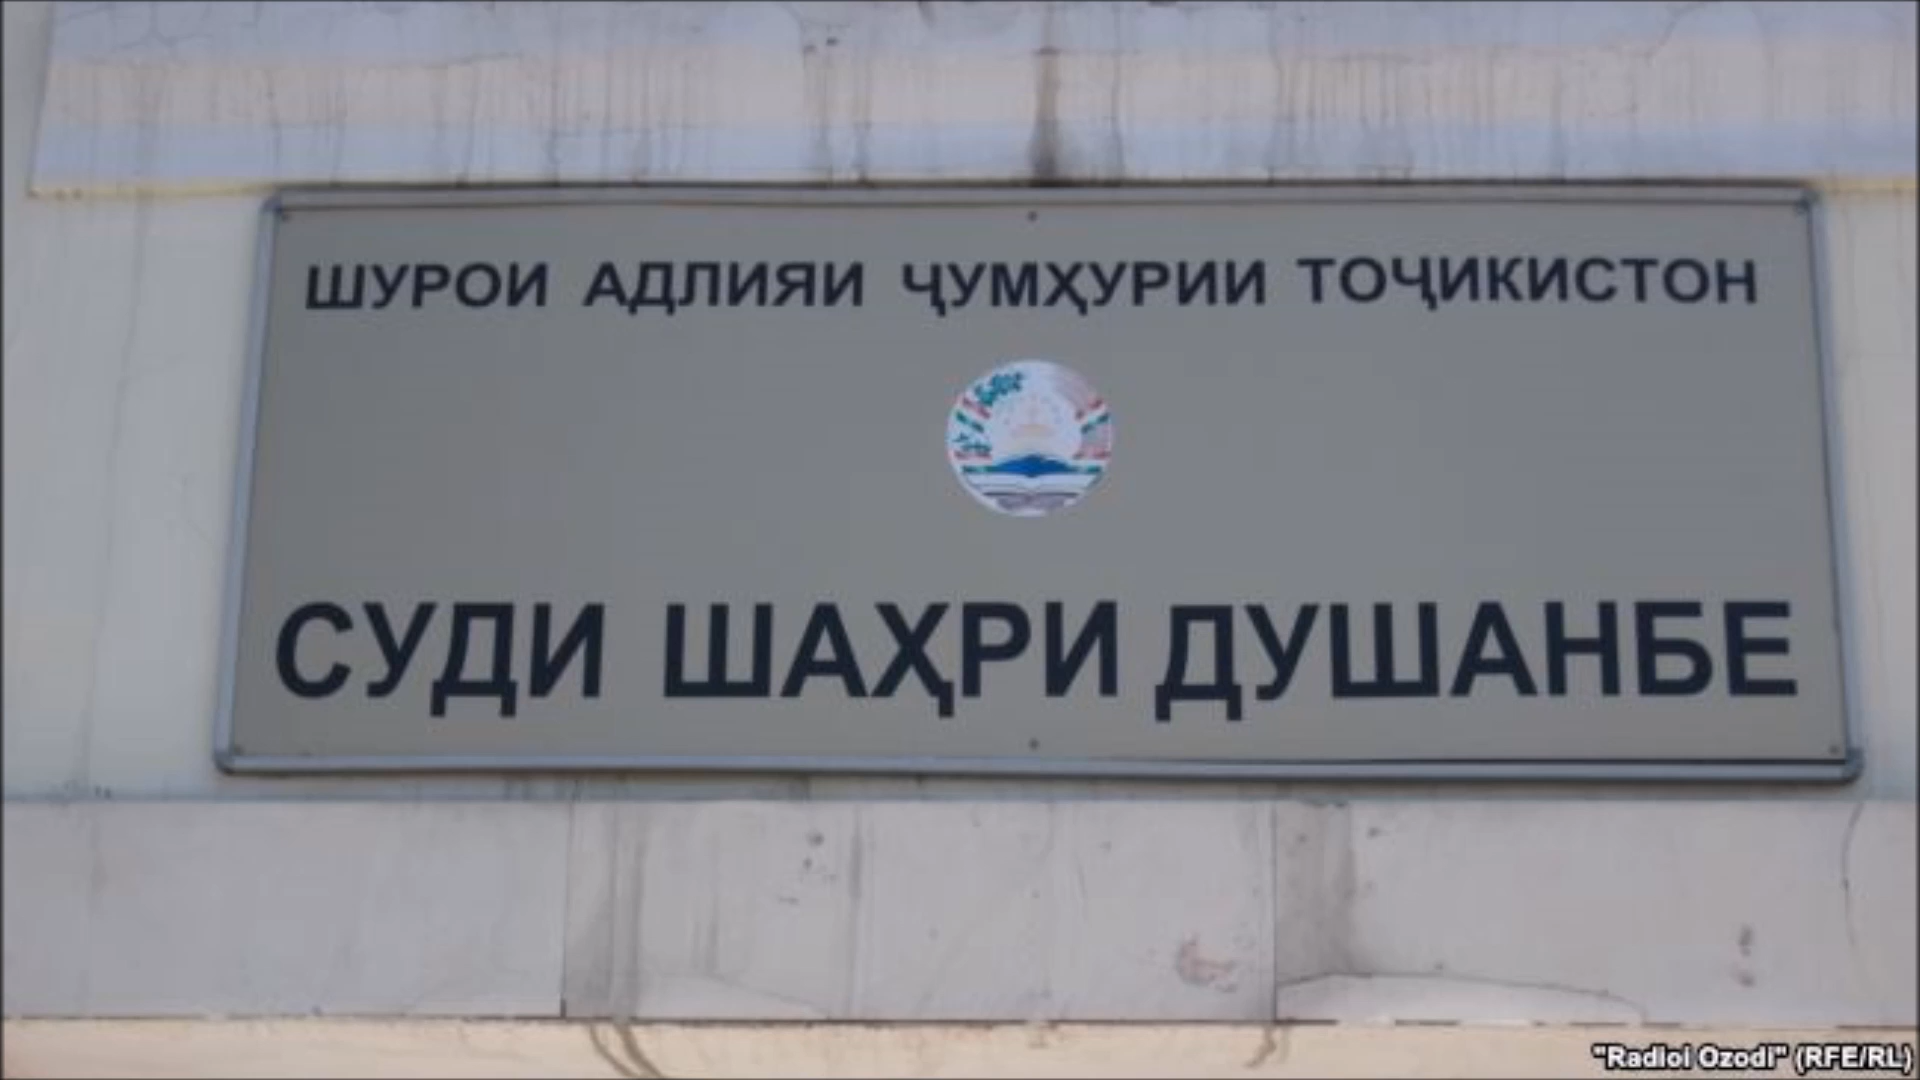 ШУРОИ АДЛИЯИ ҶУМҲУРИИ ТОҶИКИСТОН
СУДИ ШАҲРИ ДУШАНБЕ
"Radioi Ozodi" (RFE/RL)